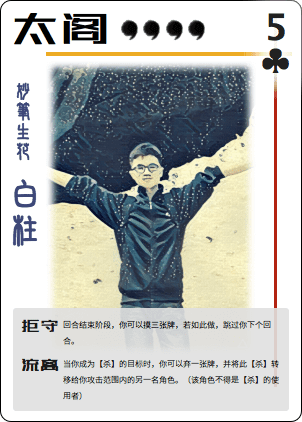 太阁
5
妙笔生花
白柱
拒守 回合结束阶段，你可以摸三张牌，若如此做，跳过你下个回
合。
流离 当你成为【杀】的目标时，你可以弃一张牌，并将此【杀】转
移给你攻击范围内的另一名角色。（该角色不得是【杀】的使
用者）